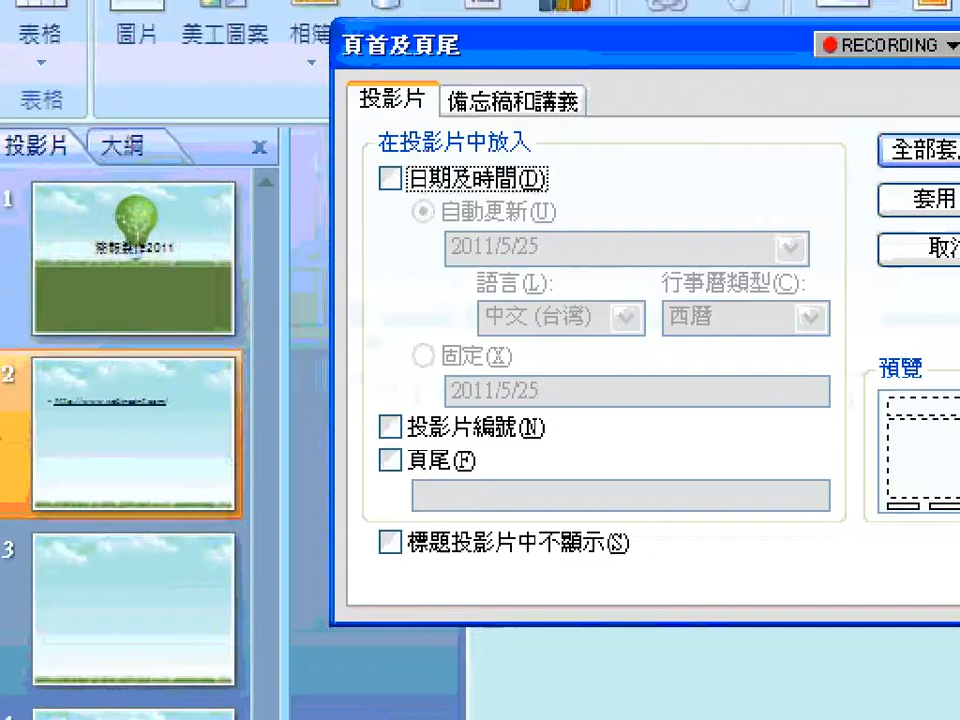 表格
圖片
美工圖案
表格
頁首及頁尾
RECORDING
投影片
大綱
x
投影片
備忘稿和講義
在投影片中放入
日期及時間(D)
自動更新(U)
2011/5/25
語言(L):
行事曆類型(C):
中文 (台灣)
西曆
固定(X)
2011/5/25
投影片編號(N)
頁尾(F)
標題投影片中不顯示(S)
全部套
套用
預覽
1
2
3